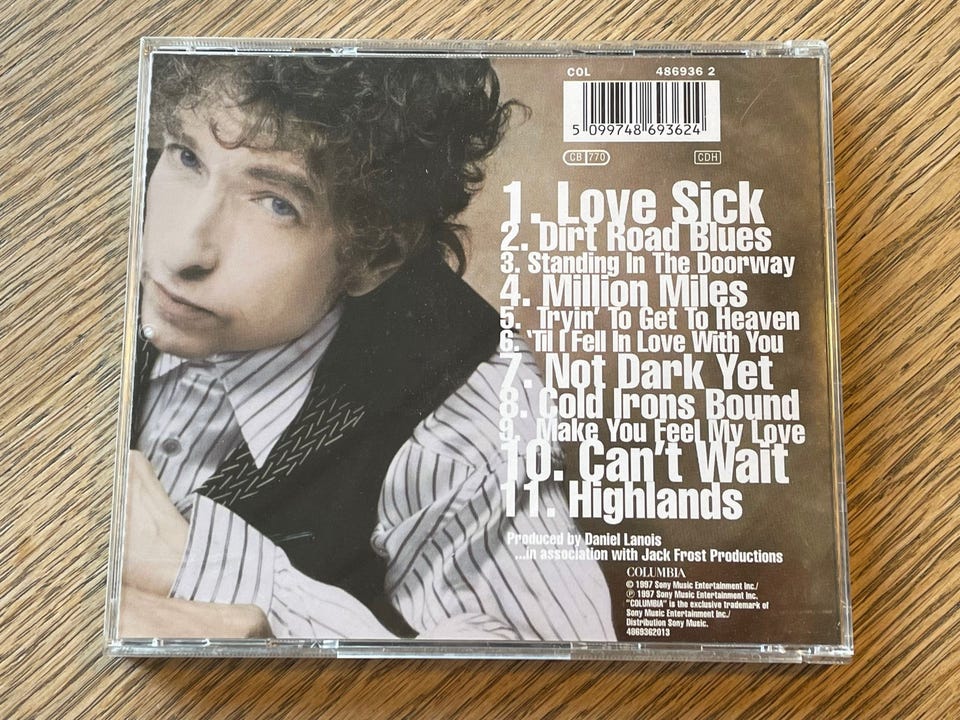 COL 486936 2
5 099748 693624
CB 770 CDH
1. Love Sick
2. Dirt Road Blues
3. Standing In The Doorway
4. Million Miles
5. Tryin' To Get To Heaven
6. 'Til I Fell In Love With You
7. Not Dark Yet
8. Cold Irons Bound
9. Make You Feel My Love
10. Can't Wait
11. Highlands
Produced by Daniel Lanois
...in association with Jack Frost Productions
COLUMBIA
© 1997 Sony Music Entertainment Inc./
℗ 1997 Sony Music Entertainment Inc.
"COLUMBIA" is the exclusive trademark of
Sony Music Entertainment Inc./
Distribution Sony Music.
4869362013